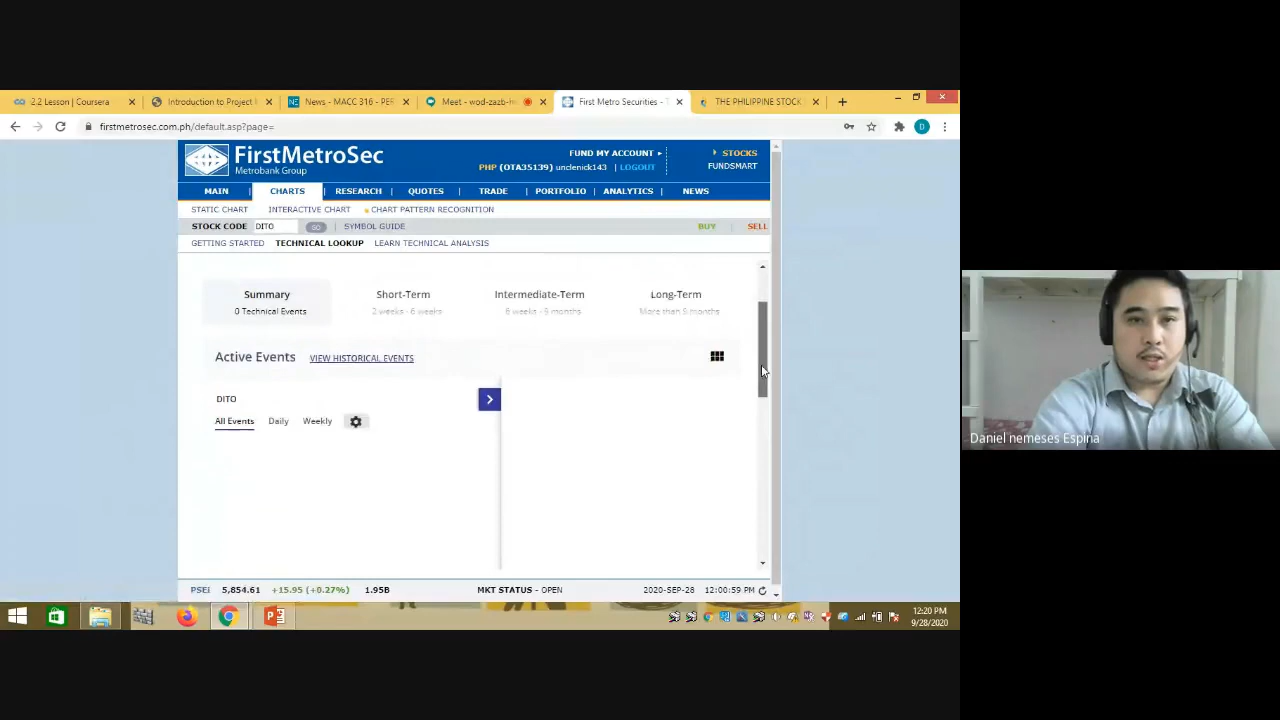 2.2 Lesson | Coursera
Introduction to Project
News - MACC 316 - PE
Meet - wod-zazb-
First Metro Securities - T
THE PHILIPPINE STOCK
firstmetrosec.com.ph/default.asp?page=
FirstMetroSec
Metrobank Group
FUND MY ACCOUNT
PHP (OTA35139) unclenick143 LOGOUT
STOCKS
FUNDSMART
MAIN | CHARTS | RESEARCH | QUOTES | TRADE | PORTFOLIO | ANALYTICS | NEWS
STATIC CHART INTERACTIVE CHART CHART PATTERN RECOGNITION
STOCK CODE DITO GO SYMBOL GUIDE BUY SELL
GETTING STARTED TECHNICAL LOOKUP LEARN TECHNICAL ANALYSIS
Summary Short-Term Intermediate-Term Long-Term
0 Technical Events 2 weeks - 6 weeks 6 weeks - 9 months More than 9 months
Active Events VIEW HISTORICAL EVENTS
DITO
All Events Daily Weekly
PSEi 5,854.61 +15.95 (+0.27%) 1.95B MKT STATUS - OPEN 2020-SEP-28 12:00:59 PM
12:20 PM
9/28/2020
Daniel nemeses Espina